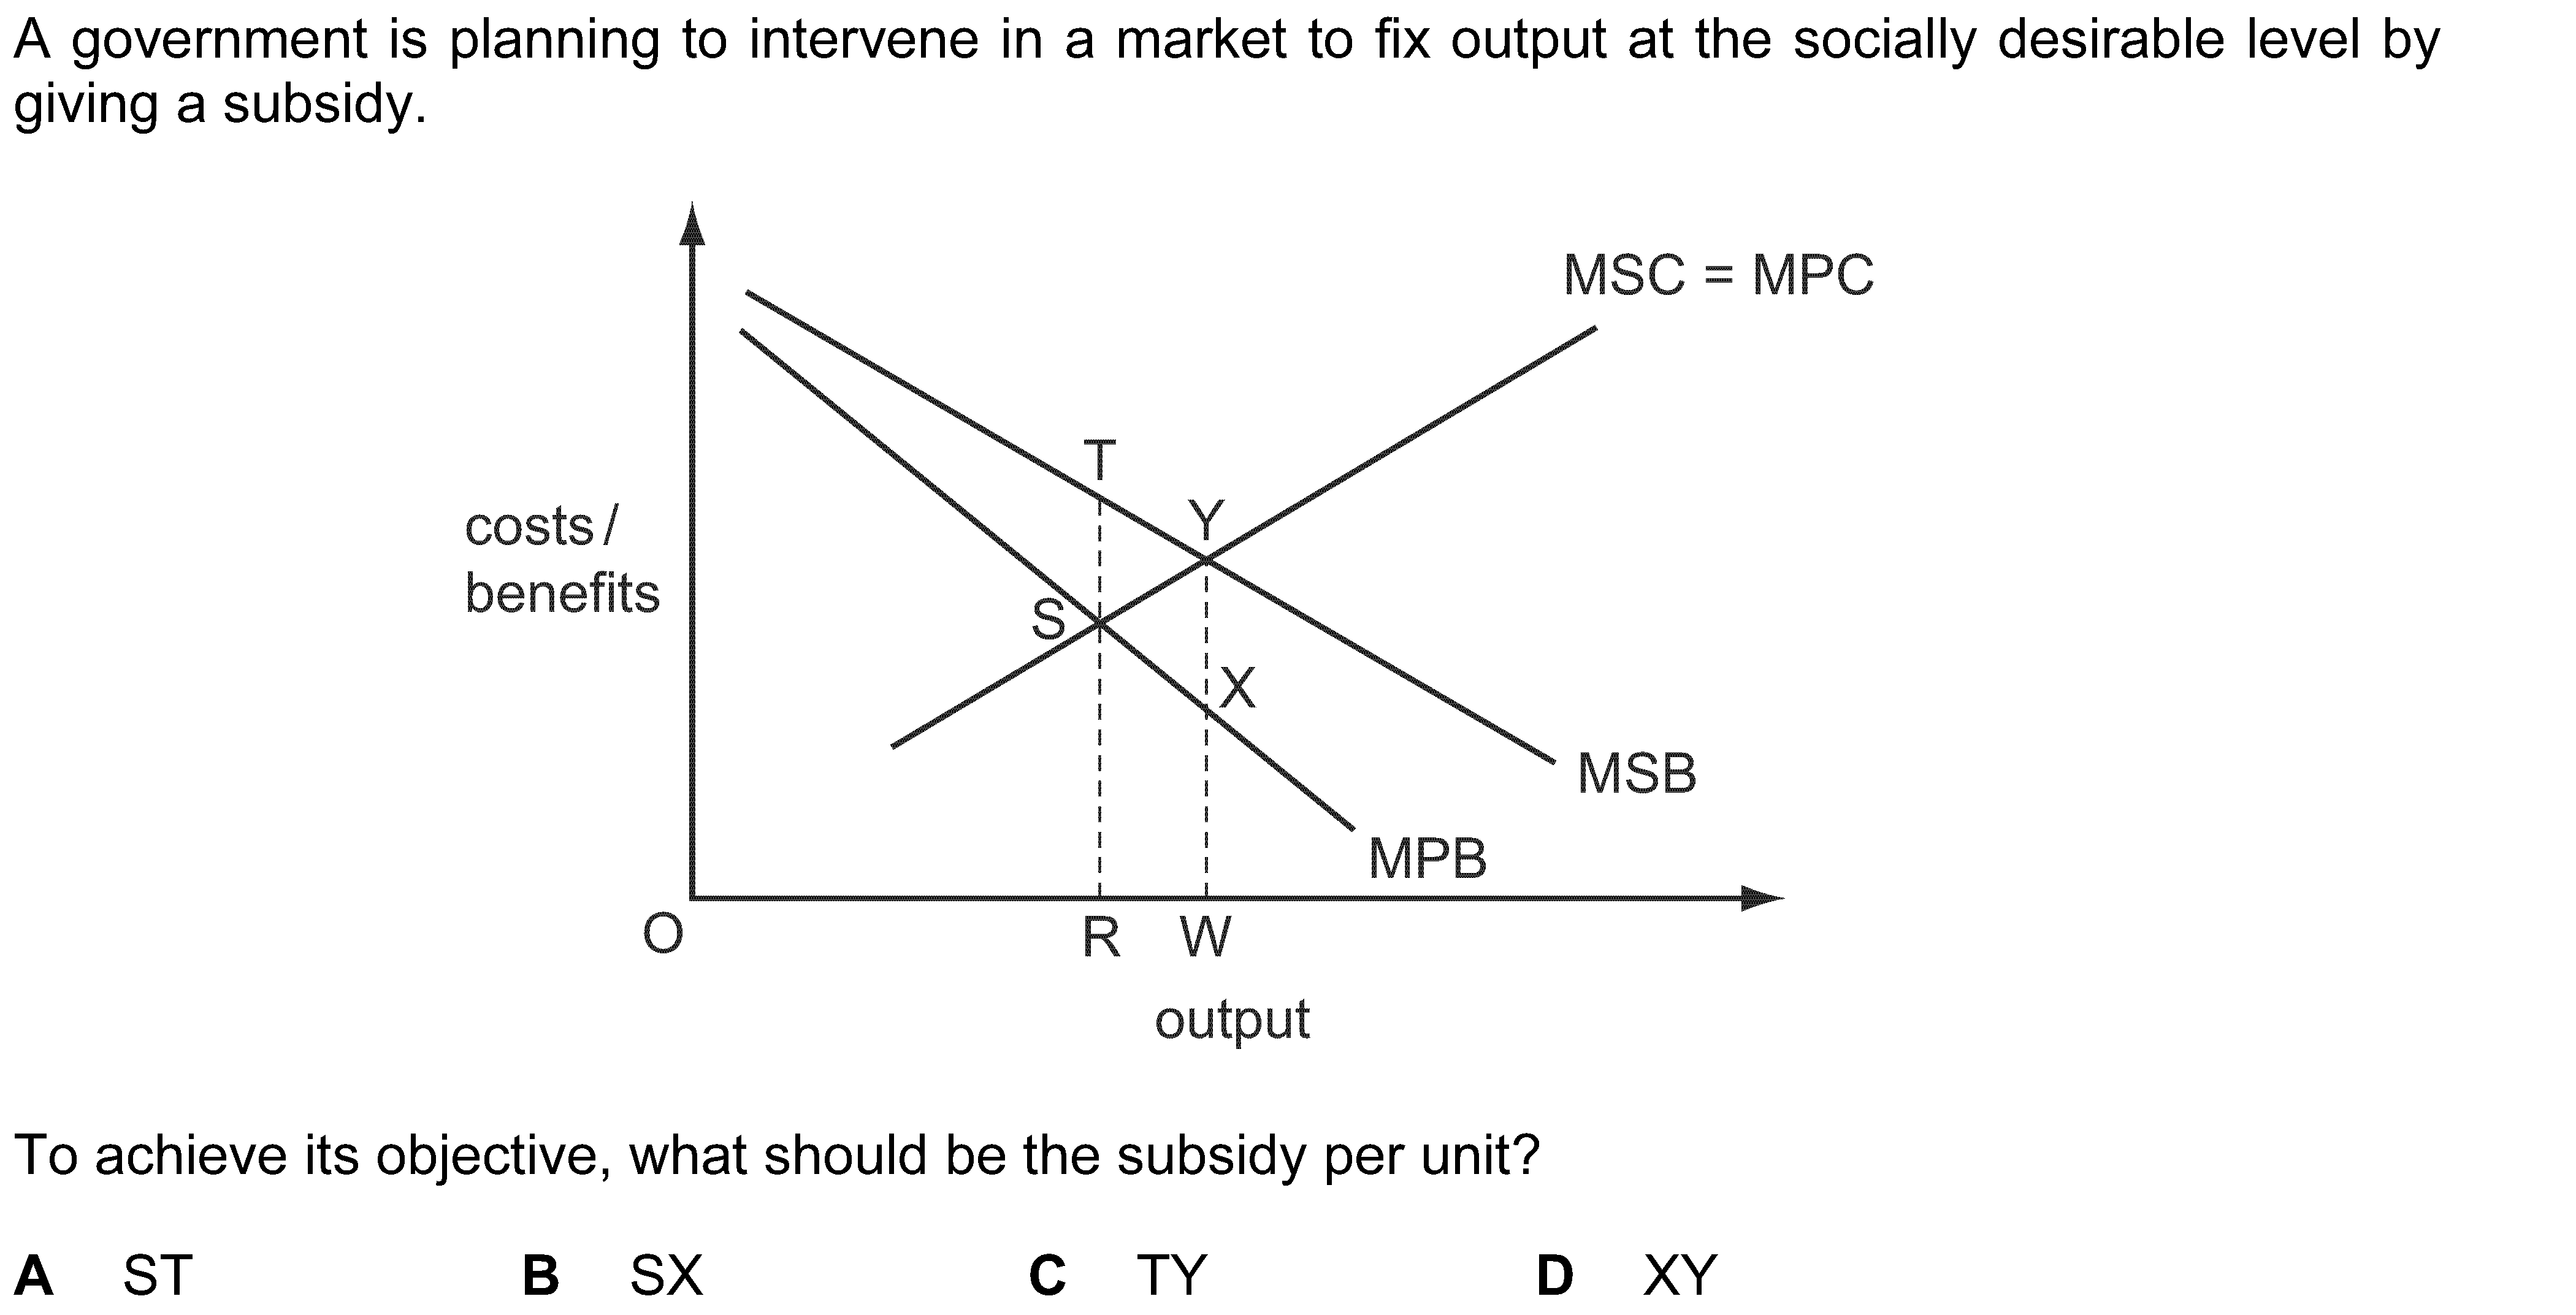 A government is planning to intervene in a market to fix output at the socially desirable level by
giving a subsidy.
MSC = MPC
T
Y
costs/
benefits
S
X
MSB
MPB
O
R
W
output
To achieve its objective, what should be the subsidy per unit?
A ST B SX C TY D XY